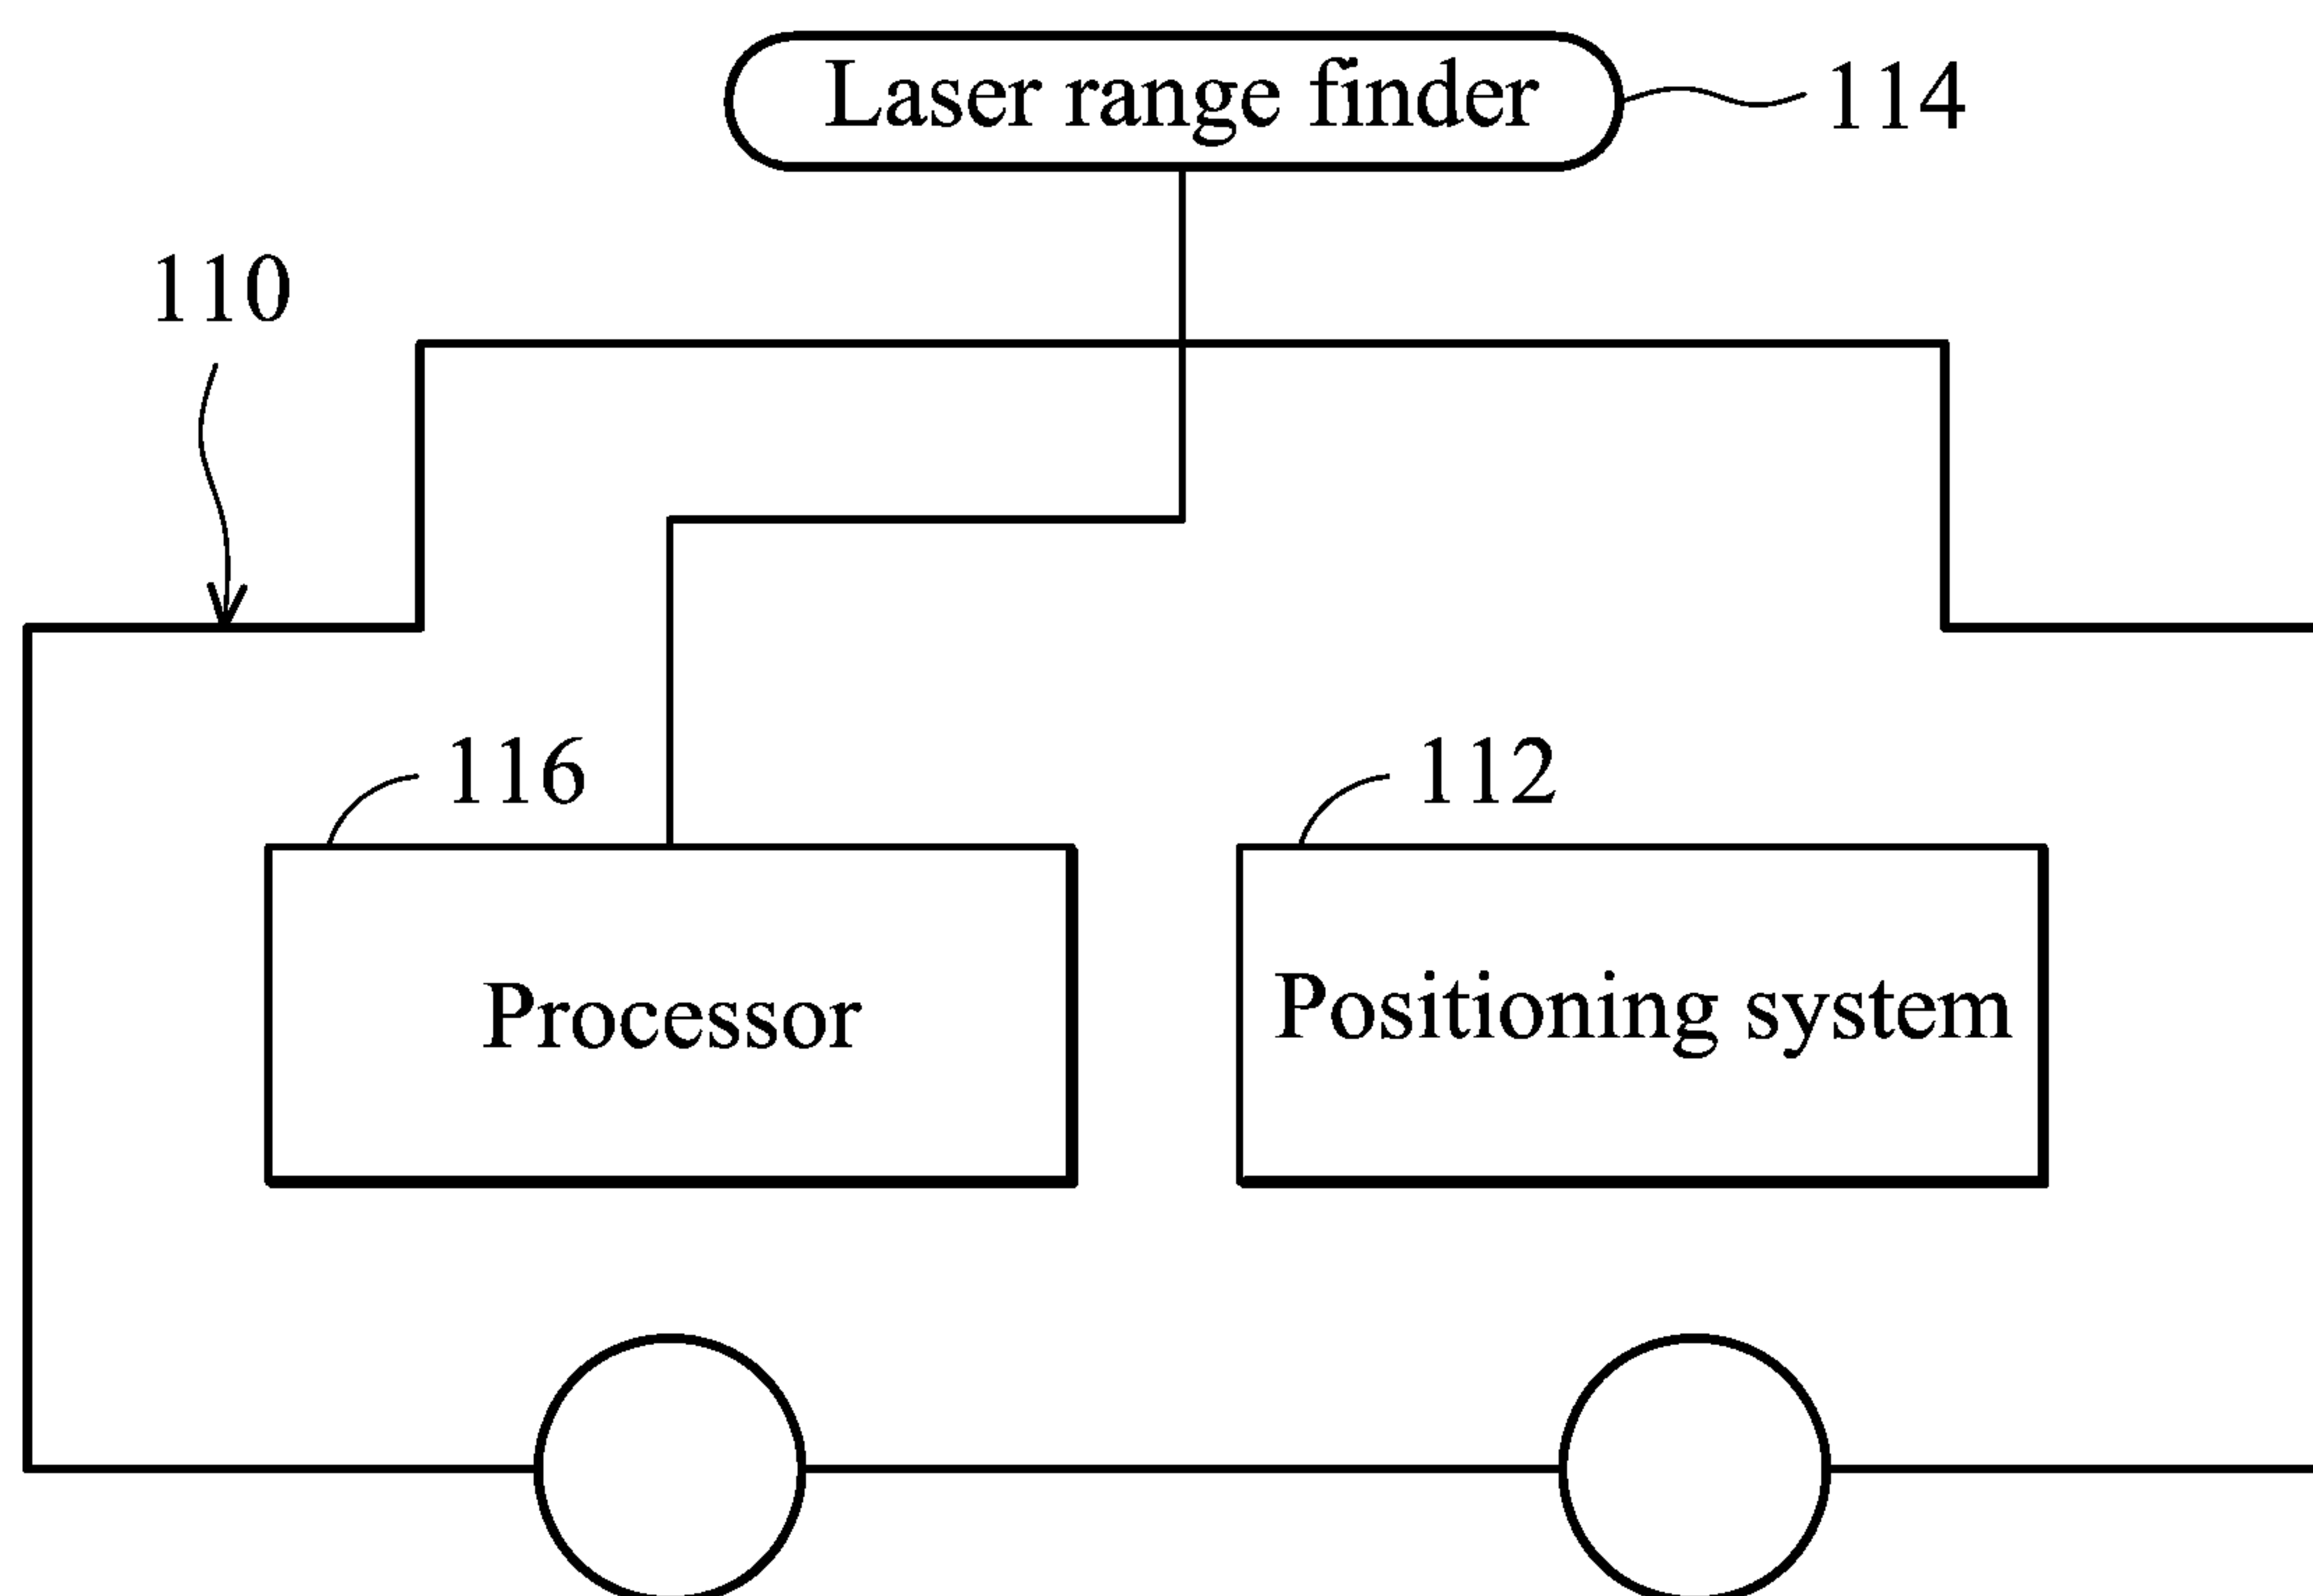 Laser range finder
114
110
116
112
Processor
Positioning system